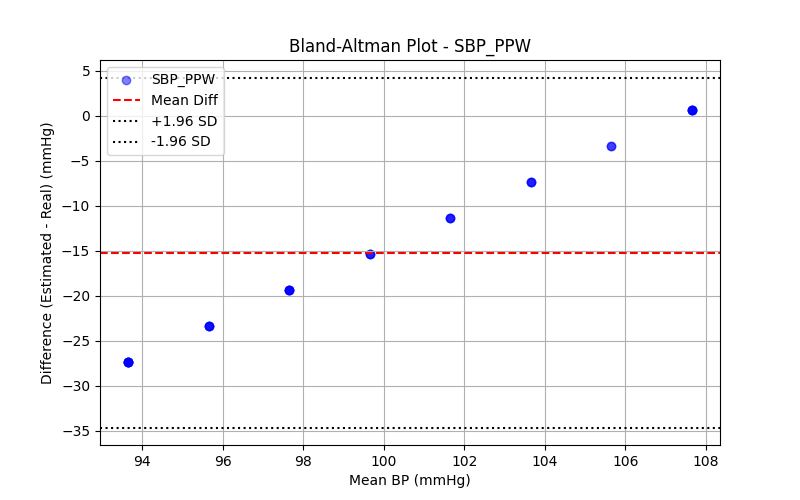 Bland-Altman Plot - SBP_PPW
SBP_PPW
Mean Diff
+1.96 SD
-1.96 SD
5
0
−5
−10
−15
−20
−25
−30
−35
Difference (Estimated - Real) (mmHg)
94 96 98 100 102 104 106 108
Mean BP (mmHg)